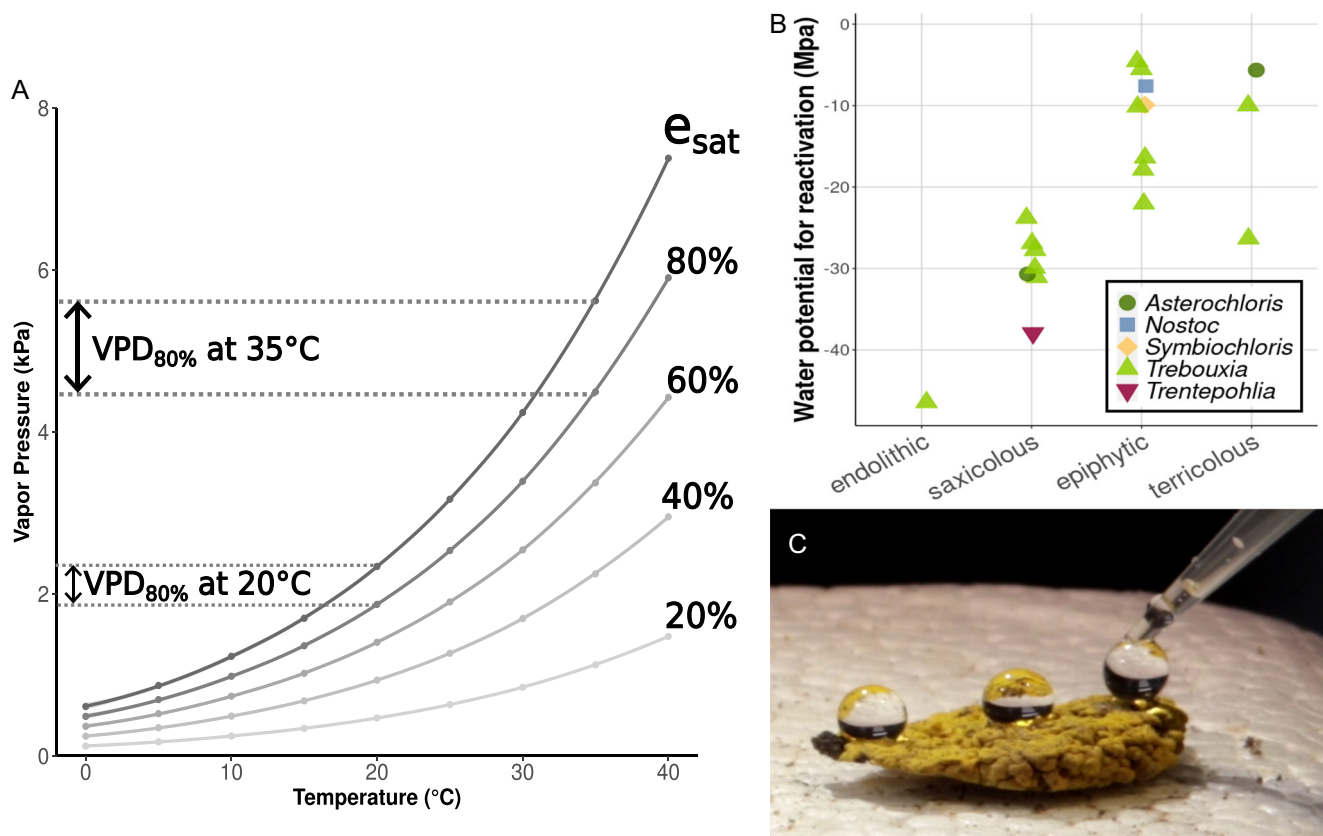 A
8
6
4
2
0
Vapor Pressure (kPa)
e_sat
80%
60%
40%
20%
VPD80% at 35°C
VPD80% at 20°C
0 10 20 30 40
Temperature (°C)
B
Water potential for reactivation (Mpa)
0
-10
-20
-30
-40
Asterochloris
Nostoc
Symbiochloris
Trebouxia
Trentepohlia
endolithic
saxicolous
epiphytic
terricolous
C